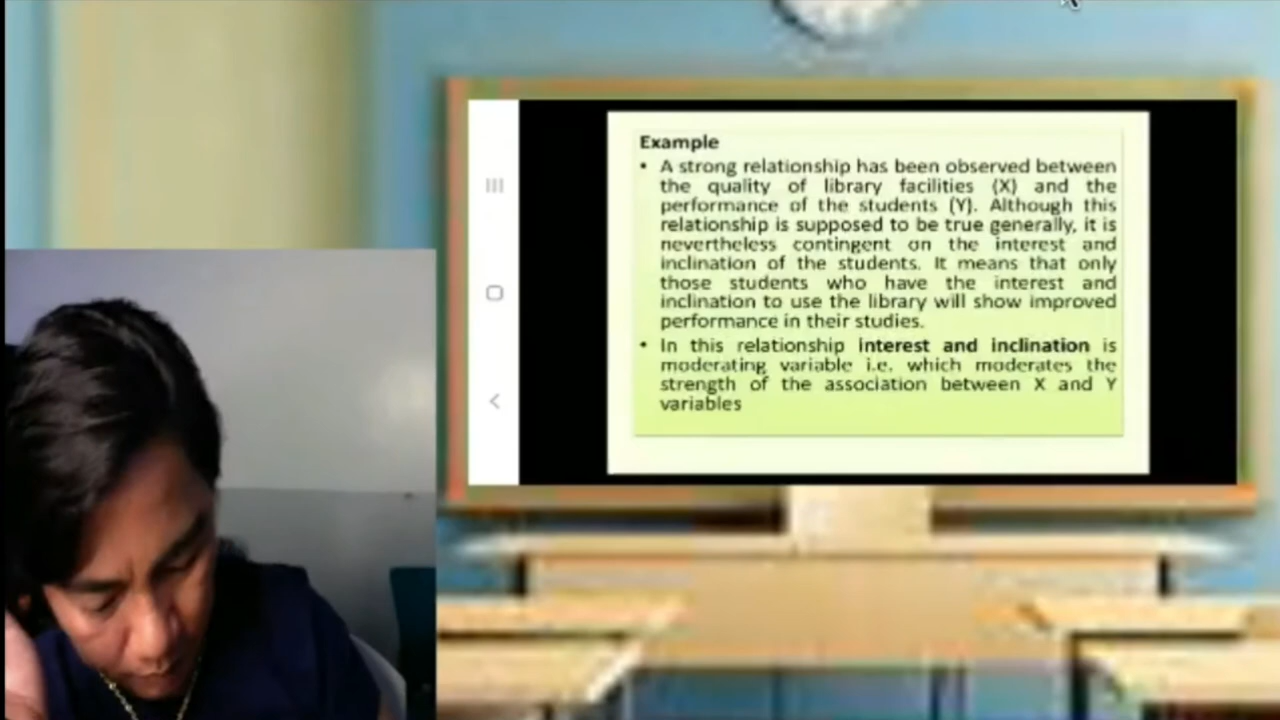 Example
• A strong relationship has been observed between
the quality of library facilities (X) and the
performance of the students (Y). Although this
relationship is supposed to be true generally, it is
nevertheless contingent on the interest and
inclination of the students. It means that only
those students who have the interest and
inclination to use the library will show improved
performance in their studies.
• In this relationship interest and inclination is
moderating variable i.e. which moderates the
strength of the association between X and Y
variables